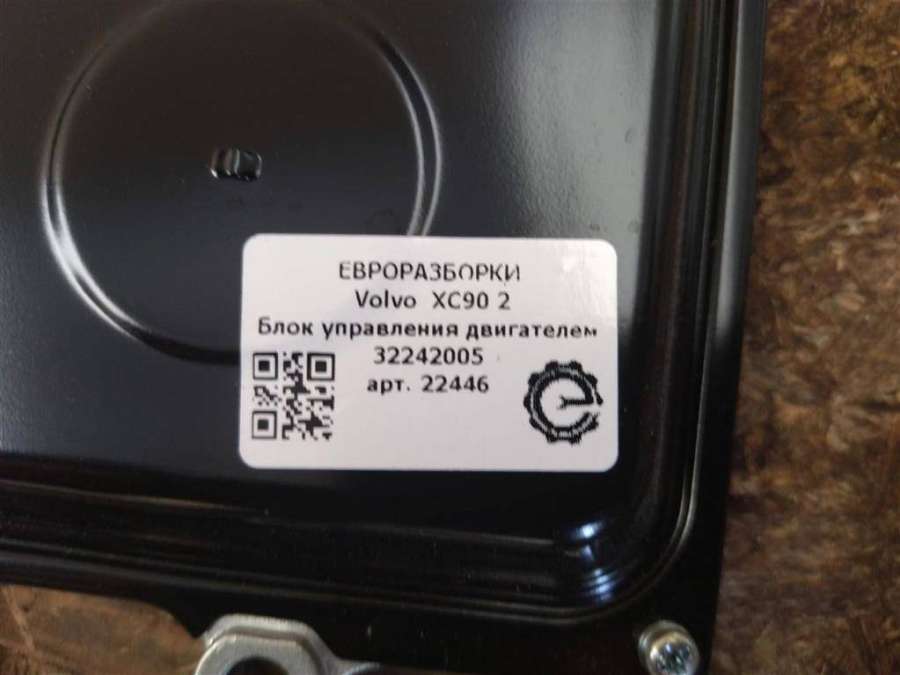 ЕВРОРАЗБОРКИ
Volvo XC90 2
Блок управления двигателем
32242005
арт. 22446